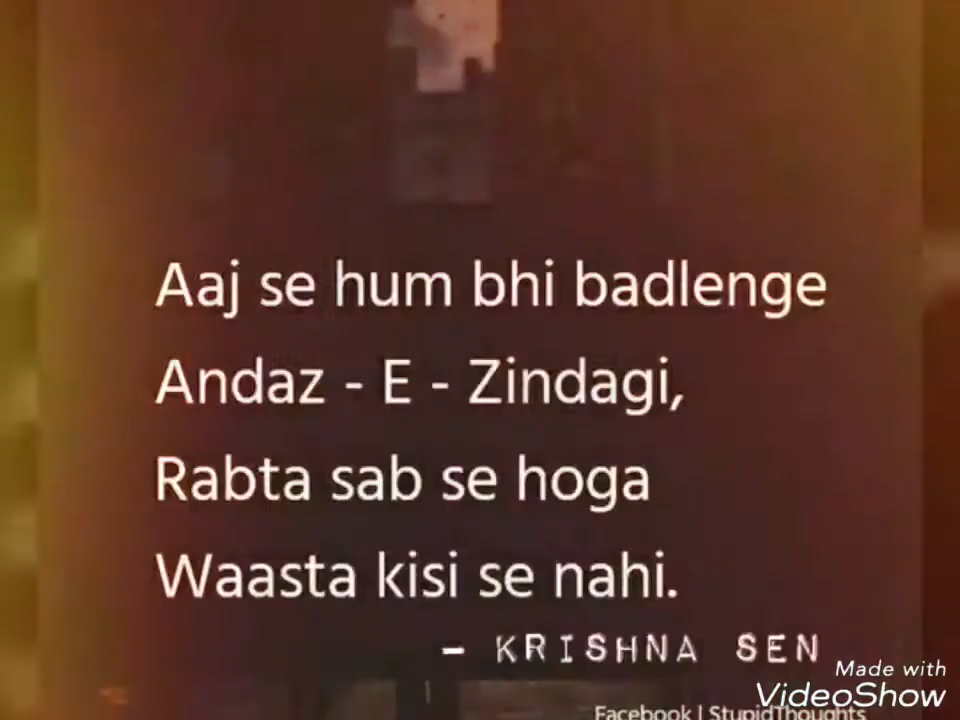 Aaj se hum bhi badlenge
Andaz - E - Zindagi,
Rabta sab se hoga
Waasta kisi se nahi.
- KRISHNA SEN
Made with
VideoShow
Facebook | StupidThoughts